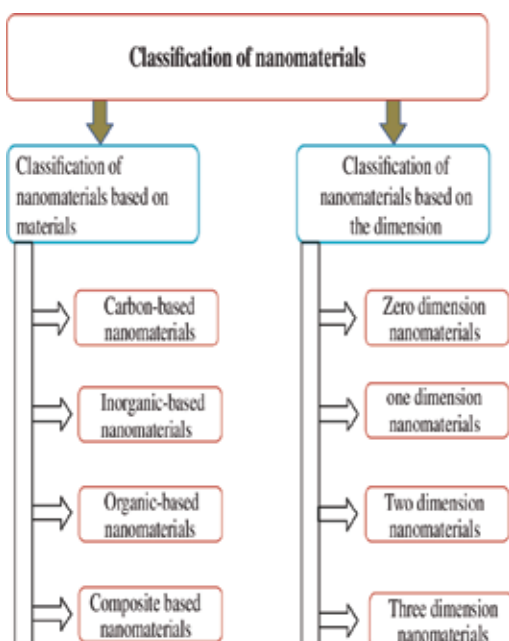 Classification of nanomaterials
Classification of
nanomaterials based on
materials
Carbon-based
nanomaterials
Inorganic-based
nanomaterials
Organic-based
nanomaterials
Composite based
nanomaterials
Classification of
nanomaterials based on
the dimension
Zero dimension
nanomaterials
one dimension
nanomaterials
Two dimension
nanomaterials
Three dimension
nanomaterials